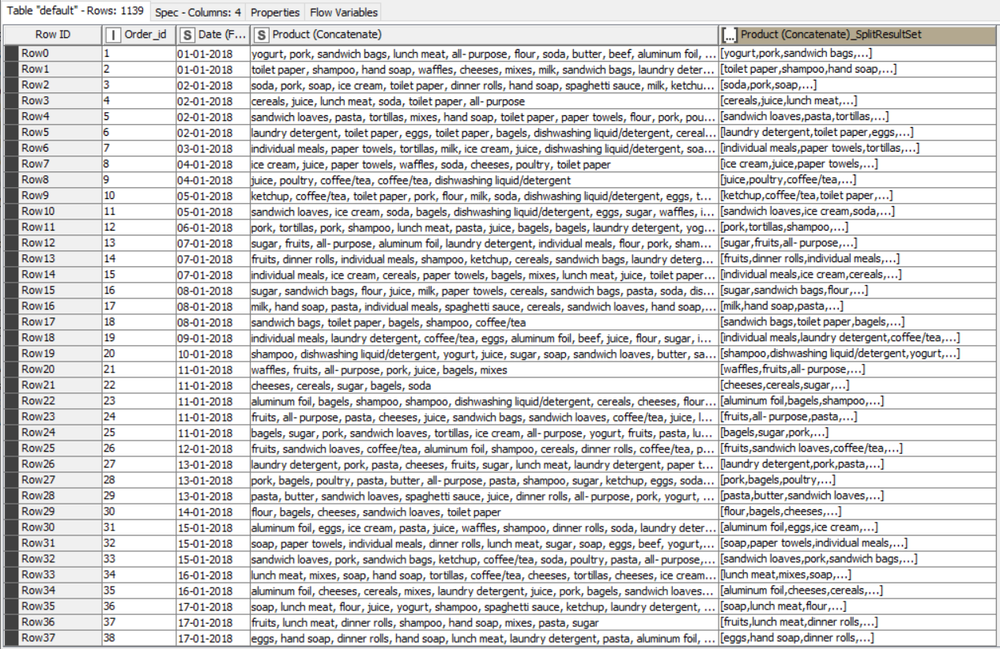 Table "default" - Rows: 1139 Spec - Columns: 4 Properties Flow Variables
Row ID I Order_id S Date (F... S Product (Concatenate) [...] Product (Concatenate)_SplitResultSet
Row0 1 01-01-2018 yogurt, pork, sandwich bags, lunch meat, all- purpose, flour, soda, butter, beef, aluminum foil, ... [yogurt,pork,sandwich bags,...]
Row1 2 01-01-2018 toilet paper, shampoo, hand soap, waffles, cheeses, mixes, milk, sandwich bags, laundry deter... [toilet paper,shampoo,hand soap,...]
Row2 3 02-01-2018 soda, pork, soap, ice cream, toilet paper, dinner rolls, hand soap, spaghetti sauce, milk, ketchu... [soda,pork,soap,...]
Row3 4 02-01-2018 cereals, juice, lunch meat, soda, toilet paper, all- purpose [cereals,juice,lunch meat,...]
Row4 5 02-01-2018 sandwich loaves, pasta, tortillas, mixes, hand soap, toilet paper, paper towels, flour, pork, pou... [sandwich loaves,pasta,tortillas,...]
Row5 6 02-01-2018 laundry detergent, toilet paper, eggs, toilet paper, bagels, dishwashing liquid/detergent, cereal... [laundry detergent,toilet paper,eggs,...]
Row6 7 03-01-2018 individual meals, paper towels, tortillas, milk, ice cream, juice, dishwashing liquid/detergent, soa... [individual meals,paper towels,tortillas,...]
Row7 8 04-01-2018 ice cream, juice, paper towels, waffles, soda, cheeses, poultry, toilet paper [ice cream,juice,paper towels,...]
Row8 9 04-01-2018 juice, poultry, coffee/tea, coffee/tea, dishwashing liquid/detergent [juice,poultry,coffee/tea,...]
Row9 10 05-01-2018 ketchup, coffee/tea, toilet paper, pork, flour, milk, soda, dishwashing liquid/detergent, eggs, t... [ketchup,coffee/tea,toilet paper,...]
Row10 11 05-01-2018 sandwich loaves, ice cream, soda, bagels, dishwashing liquid/detergent, eggs, sugar, waffles, i... [sandwich loaves,ice cream,soda,...]
Row11 12 06-01-2018 pork, tortillas, pork, shampoo, lunch meat, pasta, juice, bagels, bagels, laundry detergent, yog... [pork,tortillas,shampoo,...]
Row12 13 07-01-2018 sugar, fruits, all- purpose, aluminum foil, laundry detergent, individual meals, flour, pork, sham... [sugar,fruits,all- purpose,...]
Row13 14 07-01-2018 fruits, dinner rolls, individual meals, shampoo, ketchup, cereals, sandwich bags, laundry deterg... [fruits,dinner rolls,individual meals,...]
Row14 15 07-01-2018 individual meals, ice cream, cereals, paper towels, bagels, mixes, lunch meat, juice, toilet paper... [individual meals,ice cream,cereals,...]
Row15 16 08-01-2018 sugar, sandwich bags, flour, juice, milk, paper towels, cereals, sandwich bags, pasta, soda, dis... [sugar,sandwich bags,flour,...]
Row16 17 08-01-2018 milk, hand soap, pasta, individual meals, spaghetti sauce, cereals, sandwich loaves, hand soap,... [milk,hand soap,pasta,...]
Row17 18 08-01-2018 sandwich bags, toilet paper, bagels, shampoo, coffee/tea [sandwich bags,toilet paper,bagels,...]
Row18 19 09-01-2018 individual meals, laundry detergent, coffee/tea, eggs, aluminum foil, beef, juice, flour, sugar, i... [individual meals,laundry detergent,coffee/tea,...]
Row19 20 10-01-2018 shampoo, dishwashing liquid/detergent, yogurt, juice, sugar, soap, sandwich loaves, butter, sa... [shampoo,dishwashing liquid/detergent,yogurt,...]
Row20 21 11-01-2018 waffles, fruits, all- purpose, pork, juice, bagels, mixes [waffles,fruits,all- purpose,...]
Row21 22 11-01-2018 cheeses, cereals, sugar, bagels, soda [cheeses,cereals,sugar,...]
Row22 23 11-01-2018 aluminum foil, bagels, shampoo, shampoo, dishwashing liquid/detergent, cereals, cheeses, flour... [aluminum foil,bagels,shampoo,...]
Row23 24 11-01-2018 fruits, all- purpose, pasta, cheeses, juice, sandwich bags, sandwich loaves, coffee/tea, juice, l... [fruits,all- purpose,pasta,...]
Row24 25 11-01-2018 bagels, sugar, pork, sandwich loaves, tortillas, ice cream, all- purpose, yogurt, fruits, pasta, lu... [bagels,sugar,pork,...]
Row25 26 12-01-2018 fruits, sandwich loaves, coffee/tea, aluminum foil, shampoo, cereals, dinner rolls, coffee/tea, p... [fruits,sandwich loaves,coffee/tea,...]
Row26 27 13-01-2018 laundry detergent, pork, pasta, cheeses, fruits, sugar, lunch meat, laundry detergent, paper t... [laundry detergent,pork,pasta,...]
Row27 28 13-01-2018 pork, bagels, poultry, pasta, butter, all- purpose, pasta, shampoo, sugar, ketchup, eggs, soda... [pork,bagels,poultry,...]
Row28 29 13-01-2018 pasta, butter, sandwich loaves, spaghetti sauce, juice, dinner rolls, all- purpose, pork, yogurt, ... [pasta,butter,sandwich loaves,...]
Row29 30 14-01-2018 flour, bagels, cheeses, sandwich loaves, toilet paper [flour,bagels,cheeses,...]
Row30 31 15-01-2018 aluminum foil, eggs, ice cream, pasta, juice, waffles, shampoo, dinner rolls, soda, laundry deter... [aluminum foil,eggs,ice cream,...]
Row31 32 15-01-2018 soap, paper towels, individual meals, dinner rolls, lunch meat, sugar, soap, eggs, beef, yogurt,... [soap,paper towels,individual meals,...]
Row32 33 15-01-2018 sandwich loaves, pork, sandwich bags, ketchup, coffee/tea, soda, poultry, pasta, all- purpose,... [sandwich loaves,pork,sandwich bags,...]
Row33 34 16-01-2018 lunch meat, mixes, soap, hand soap, tortillas, coffee/tea, cheeses, tortillas, cheeses, ice cream... [lunch meat,mixes,soap,...]
Row34 35 16-01-2018 aluminum foil, cheeses, cereals, mixes, laundry detergent, juice, pork, bagels, sandwich loaves... [aluminum foil,cheeses,cereals,...]
Row35 36 17-01-2018 soap, lunch meat, flour, juice, yogurt, shampoo, spaghetti sauce, ketchup, laundry detergent, ... [soap,lunch meat,flour,...]
Row36 37 17-01-2018 fruits, lunch meat, dinner rolls, shampoo, hand soap, mixes, pasta, sugar [fruits,lunch meat,dinner rolls,...]
Row37 38 17-01-2018 eggs, hand soap, dinner rolls, hand soap, lunch meat, laundry detergent, pasta, aluminum foil, ... [eggs,hand soap,dinner rolls,...]